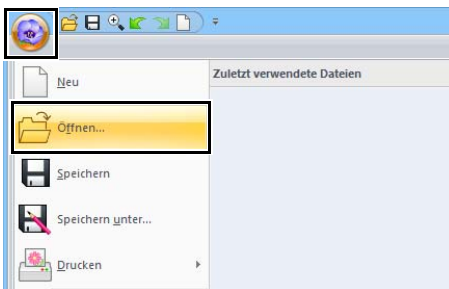 Neu
Zuletzt verwendete Dateien
Öffnen...
Speichern
Speichern unter...
Drucken